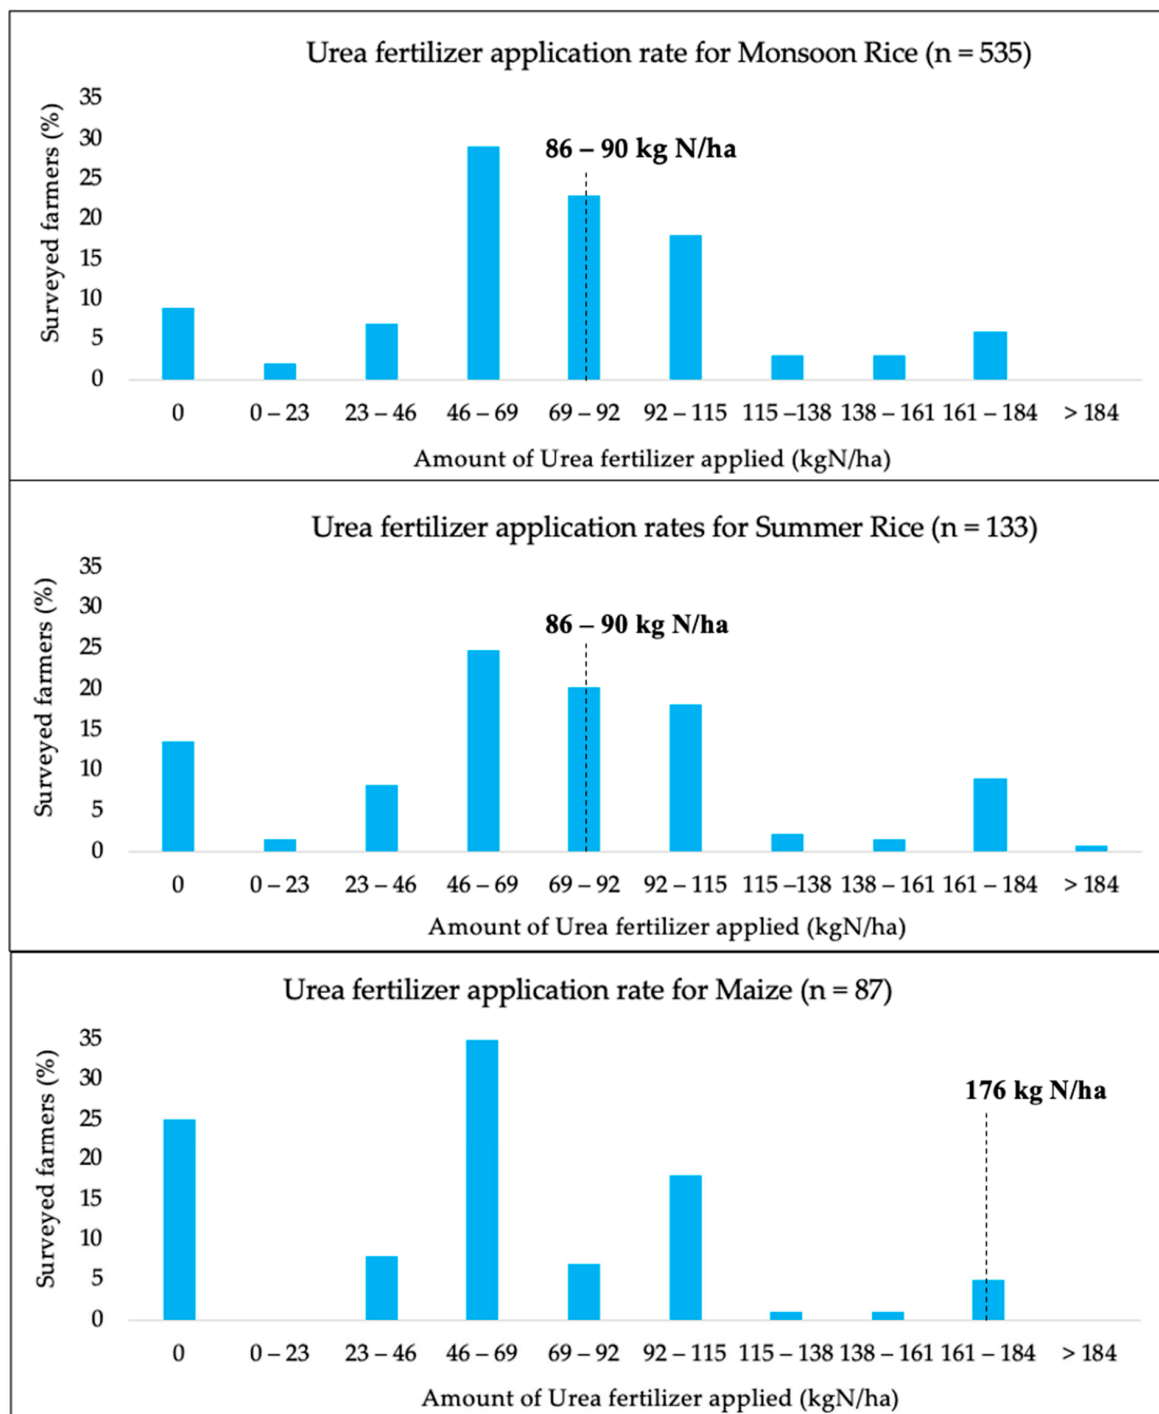 Urea fertilizer application rate for Monsoon Rice (n = 535)
Surveyed farmers (%)
35
30
25
20
15
10
5
0
86 – 90 kg N/ha
0 0 – 23 23 – 46 46 – 69 69 – 92 92 – 115 115 –138 138 – 161 161 – 184 > 184
Amount of Urea fertilizer applied (kgN/ha)
Urea fertilizer application rates for Summer Rice (n = 133)
Surveyed farmers (%)
35
30
25
20
15
10
5
0
86 – 90 kg N/ha
0 0 – 23 23 – 46 46 – 69 69 – 92 92 – 115 115 –138 138 – 161 161 – 184 > 184
Amount of Urea fertilizer applied (kgN/ha)
Urea fertilizer application rate for Maize (n = 87)
Surveyed farmers (%)
35
30
25
20
15
10
5
0
176 kg N/ha
0 0 – 23 23 – 46 46 – 69 69 – 92 92 – 115 115 – 138 138 – 161 161 – 184 > 184
Amount of Urea fertilizer applied (kgN/ha)